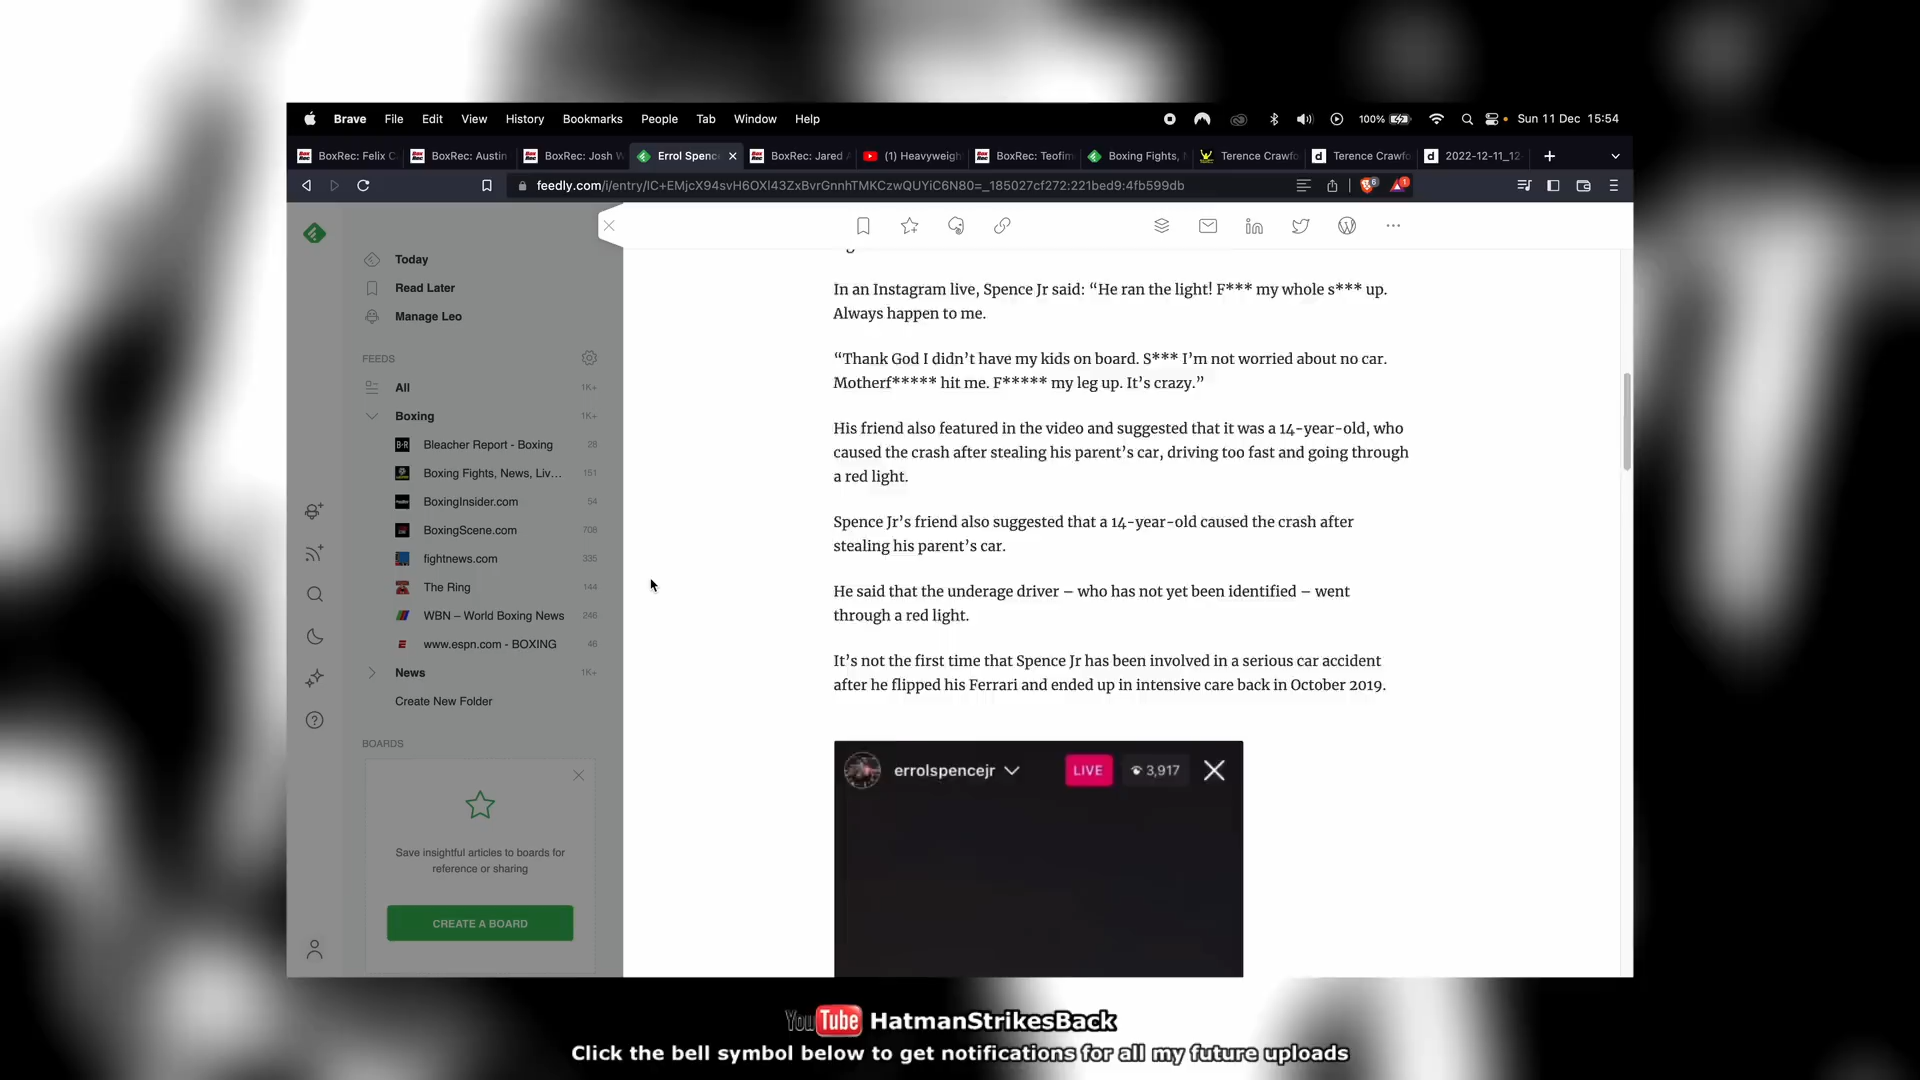 Brave File Edit View History Bookmarks People Tab Window Help 100% Sun 11 Dec 15:54
BoxRec: Felix C BoxRec: Austin BoxRec: Josh W Errol Spenc BoxRec: Jared A (1) Heavyweigh BoxRec: Teofim Boxing Fights, Terence Crawfo Terence Crawfo 2022-12-11_12-
feedly.com/i/entry/IC+EMjcX94svH6OXl43ZxBvrGnnhTMKCzwQUYiC6N80=_185027cf272:221bed9:4fb599db
6 1
Today
Read Later
Manage Leo
FEEDS
All 1K+
Boxing 1K+
B·R Bleacher Report - Boxing 28
Boxing Fights, News, Liv... 151
BoxingInsider.com 54
BoxingScene.com 708
fightnews.com 335
The Ring 144
WBN – World Boxing News 246
www.espn.com - BOXING 46
News 1K+
Create New Folder
BOARDS
Save insightful articles to boards for
reference or sharing
CREATE A BOARD
In an Instagram live, Spence Jr said: “He ran the light! F*** my whole s*** up.
Always happen to me.
“Thank God I didn’t have my kids on board. S*** I’m not worried about no car.
Motherf***** hit me. F***** my leg up. It’s crazy.”
His friend also featured in the video and suggested that it was a 14-year-old, who
caused the crash after stealing his parent’s car, driving too fast and going through
a red light.
Spence Jr’s friend also suggested that a 14-year-old caused the crash after
stealing his parent’s car.
He said that the underage driver – who has not yet been identified – went
through a red light.
It’s not the first time that Spence Jr has been involved in a serious car accident
after he flipped his Ferrari and ended up in intensive care back in October 2019.
errolspencejr LIVE 3,917
YouTube HatmanStrikesBack
Click the bell symbol below to get notifications for all my future uploads